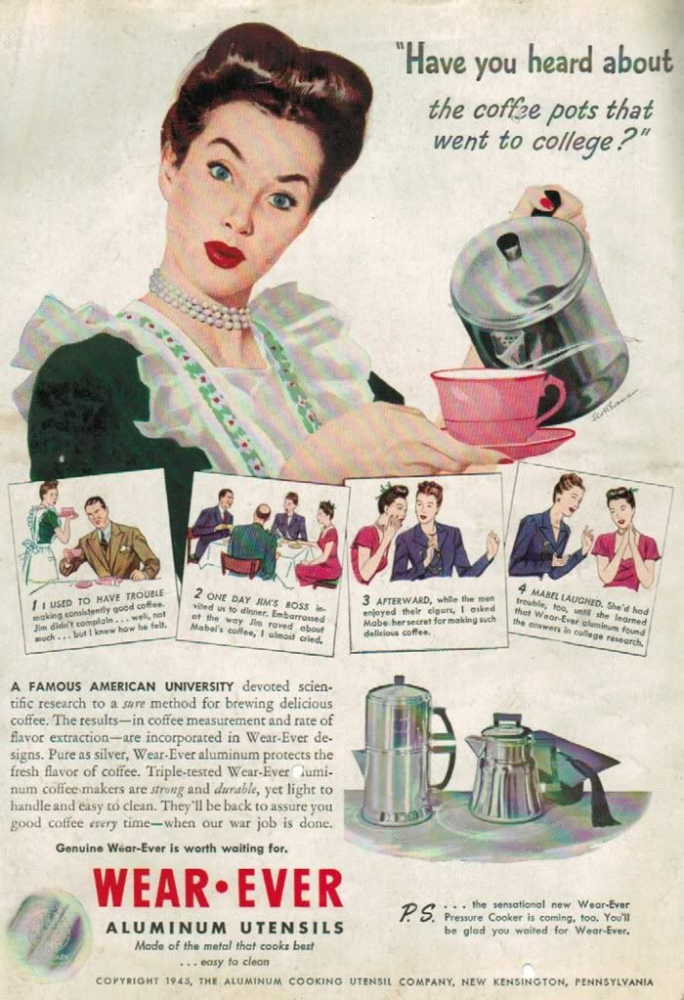 "Have you heard about
the coffee pots that
went to college?"
1 I USED TO HAVE TROUBLE
making consistently good coffee.
Jim didn't complain . . . well, not
much . . . but I knew how he felt.
2 ONE DAY JIM'S BOSS in-
vited us to dinner. Embarrassed
at the way Jim raved about
Mabel's coffee, I almost cried.
3 AFTERWARD, while the men
enjoyed their cigars, I asked
Mabel her secret for making such
delicious coffee.
4 MABEL LAUGHED. She'd had
trouble, too, until she learned
that Wear-Ever aluminum found
the answers in college research.
A FAMOUS AMERICAN UNIVERSITY devoted scien-
tific research to a sure method for brewing delicious
coffee. The results—in coffee measurement and rate of
flavor extraction—are incorporated in Wear-Ever de-
signs. Pure as silver, Wear-Ever aluminum protects the
fresh flavor of coffee. Triple-tested Wear-Ever alumi-
num coffee-makers are strong and durable, yet light to
handle and easy to clean. They'll be back to assure you
good coffee every time—when our war job is done.
Genuine Wear-Ever is worth waiting for.
WEAR•EVER
ALUMINUM UTENSILS
Made of the metal that cooks best
. . . easy to clean
P.S. . . . the sensational new Wear-Ever
Pressure Cooker is coming, too. You'll
be glad you waited for Wear-Ever.
COPYRIGHT 1945, THE ALUMINUM COOKING UTENSIL COMPANY, NEW KENSINGTON, PENNSYLVANIA